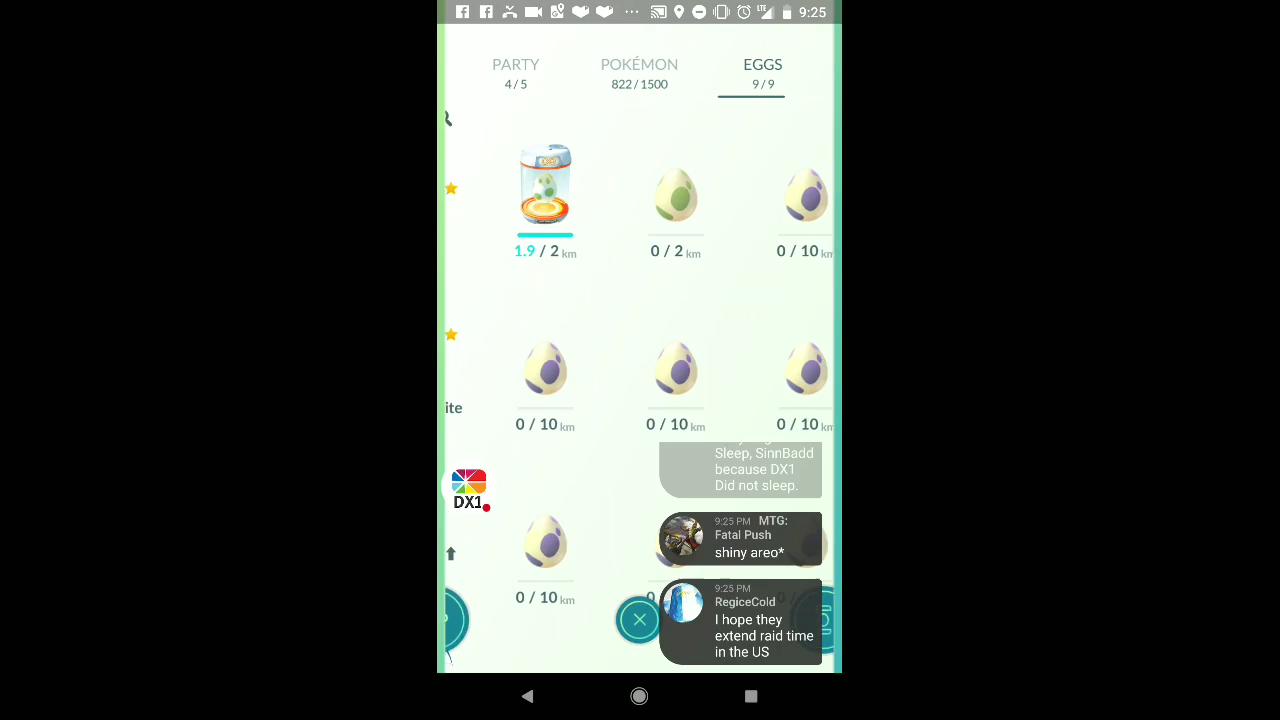 LTE 9:25
PARTY POKÉMON EGGS
4 / 5 822 / 1500 9 / 9
1.9 / 2 km 0 / 2 km 0 / 10 km
ite
0 / 10 km 0 / 10 km 0 / 10 km
Sleep, SinnBadd
because DX1
Did not sleep.
DX1
9:25 PM MTG:
Fatal Push
shiny areo*
0 / 10 km 0
9:25 PM
RegiceCold
I hope they
extend raid time
in the US